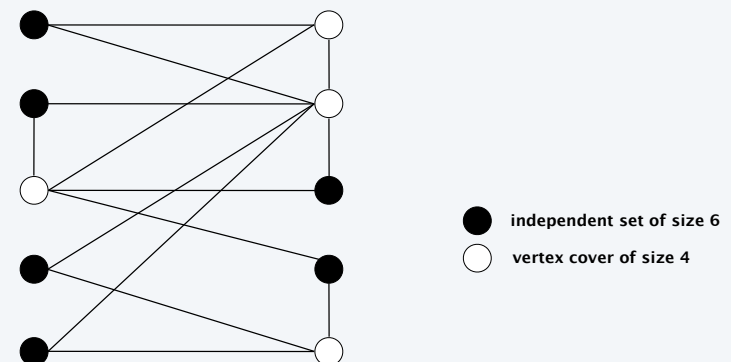 independent set of size 6
vertex cover of size 4